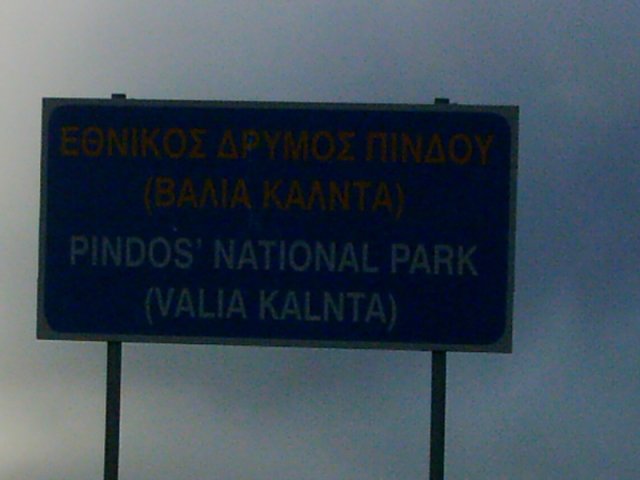 ΕΘΝΙΚΟΣ ΔΡΥΜΟΣ ΠΙΝΔΟΥ
(ΒΑΛΙΑ ΚΑΛΝΤΑ)
PINDOS' NATIONAL PARK
(VALIA KALNTA)